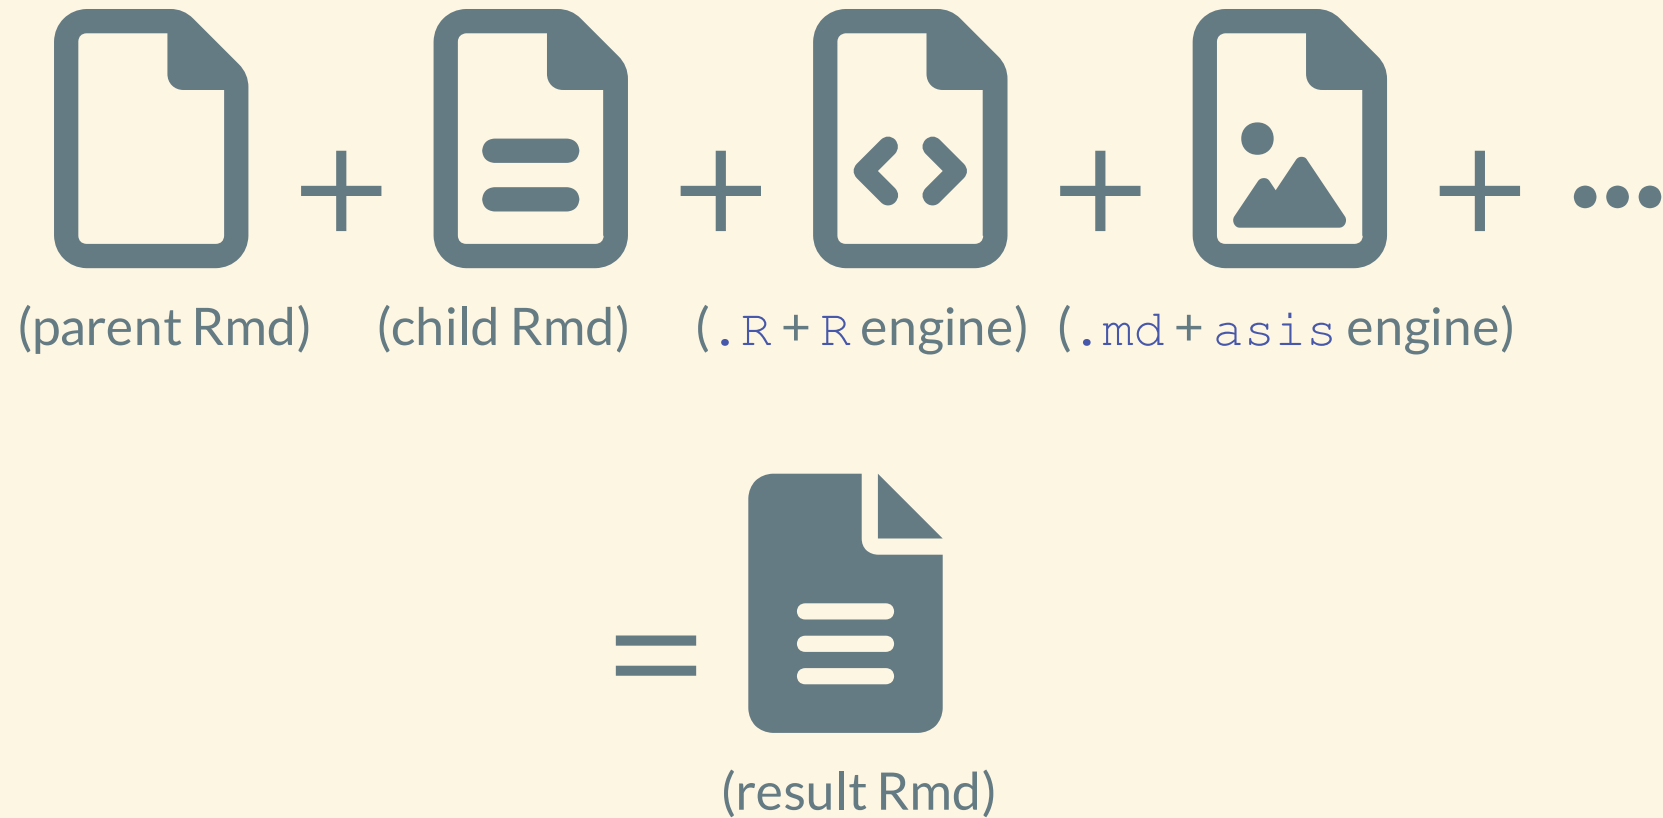 + + + + ...
(parent Rmd) (child Rmd) (.R + R engine) (.md + asis engine)
=
(result Rmd)